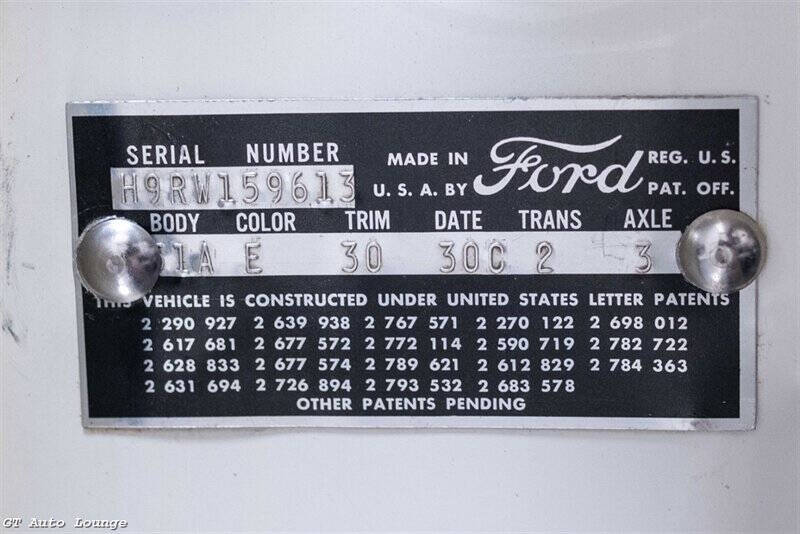 SERIAL NUMBER
MADE IN Ford REG. U.S.
H9RW159613
U.S.A. BY PAT. OFF.
BODY COLOR TRIM DATE TRANS AXLE
1A E 30 30C 2 3
THIS VEHICLE IS CONSTRUCTED UNDER UNITED STATES LETTER PATENTS
2 290 927 2 639 938 2 767 571 2 270 122 2 698 012
2 617 681 2 677 572 2 772 114 2 590 719 2 782 722
2 628 833 2 677 574 2 789 621 2 612 829 2 784 363
2 631 694 2 726 894 2 793 532 2 683 578
OTHER PATENTS PENDING
GT Auto Lounge